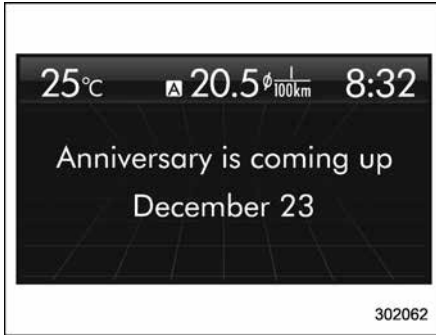 25°C A 20.5 ø l/100km 8:32
Anniversary is coming up
December 23
302062